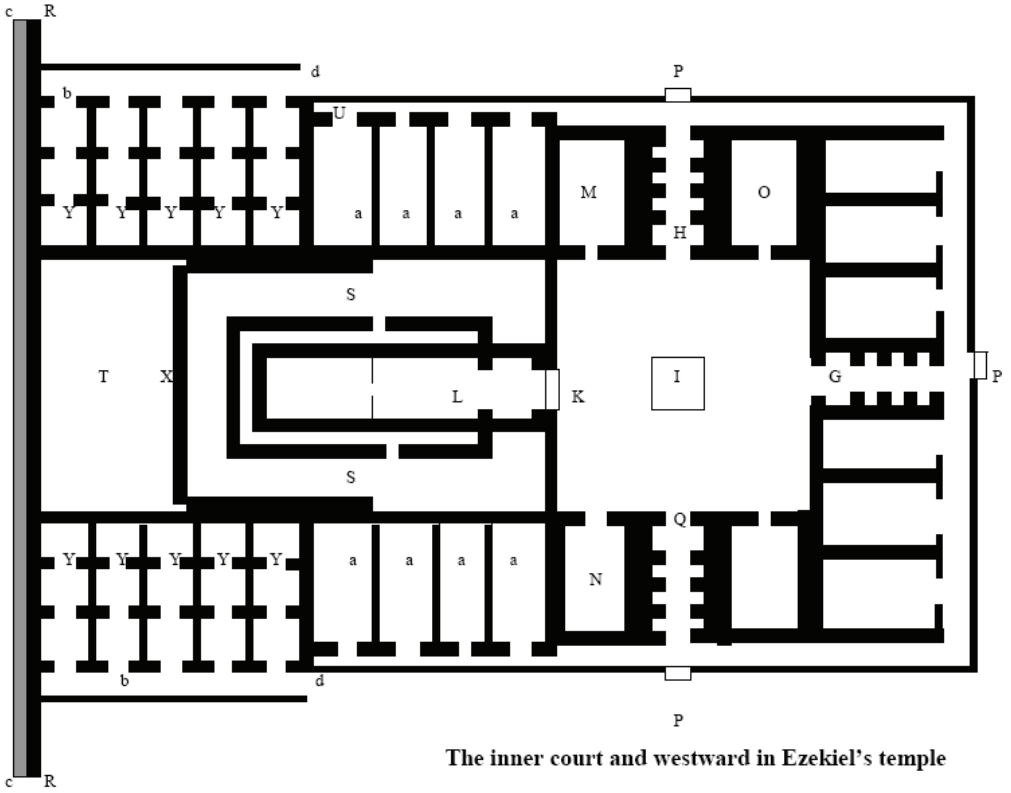 c R
d P
b
U
M O
Y Y Y Y Y a a a a
H
S
T X L K I G P
S
Q
Y Y Y Y Y a a a a
N
b d
P
The inner court and westward in Ezekiel's temple
c R